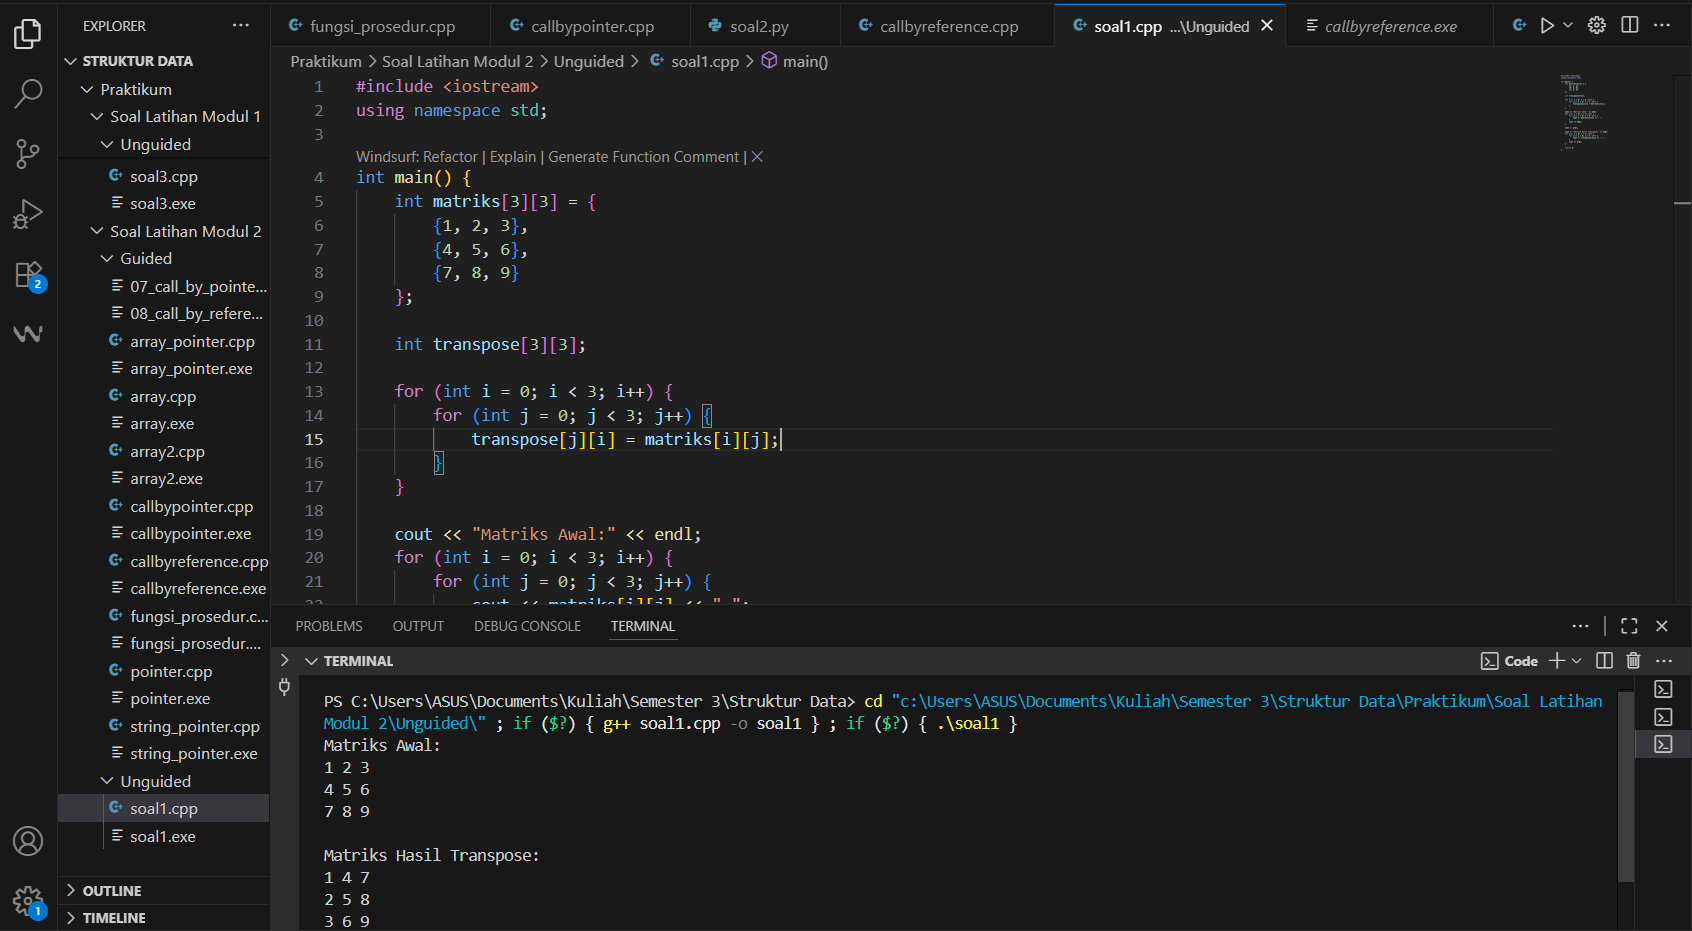 EXPLORER
STRUKTUR DATA
Praktikum
Soal Latihan Modul 1
Unguided
soal3.cpp
soal3.exe
Soal Latihan Modul 2
Guided
07_call_by_pointe...
08_call_by_refere...
array_pointer.cpp
array_pointer.exe
array.cpp
array.exe
array2.cpp
array2.exe
callbypointer.cpp
callbypointer.exe
callbyreference.cpp
callbyreference.exe
fungsi_prosedur.c...
fungsi_prosedur....
pointer.cpp
pointer.exe
string_pointer.cpp
string_pointer.exe
Unguided
soal1.cpp
soal1.exe
OUTLINE
TIMELINE
2
1
fungsi_prosedur.cpp callbypointer.cpp soal2.py callbyreference.cpp soal1.cpp ...\Unguided callbyreference.exe
Praktikum > Soal Latihan Modul 2 > Unguided > soal1.cpp > main()
1 #include <iostream>
2 using namespace std;
3
Windsurf: Refactor | Explain | Generate Function Comment | X
4 int main() {
5 int matriks[3][3] = {
6 {1, 2, 3},
7 {4, 5, 6},
8 {7, 8, 9}
9 };
10
11 int transpose[3][3];
12
13 for (int i = 0; i < 3; i++) {
14 for (int j = 0; j < 3; j++) {
15 transpose[j][i] = matriks[i][j];
16 }
17 }
18
19 cout << "Matriks Awal:" << endl;
20 for (int i = 0; i < 3; i++) {
21 for (int j = 0; j < 3; j++) {
22 cout << matriks[i][j] << " ";
PROBLEMS OUTPUT DEBUG CONSOLE TERMINAL
TERMINAL
Code
PS C:\Users\ASUS\Documents\Kuliah\Semester 3\Struktur Data> cd "c:\Users\ASUS\Documents\Kuliah\Semester 3\Struktur Data\Praktikum\Soal Latihan
Modul 2\Unguided\" ; if ($?) { g++ soal1.cpp -o soal1 } ; if ($?) { .\soal1 }
Matriks Awal:
1 2 3
4 5 6
7 8 9
Matriks Hasil Transpose:
1 4 7
2 5 8
3 6 9